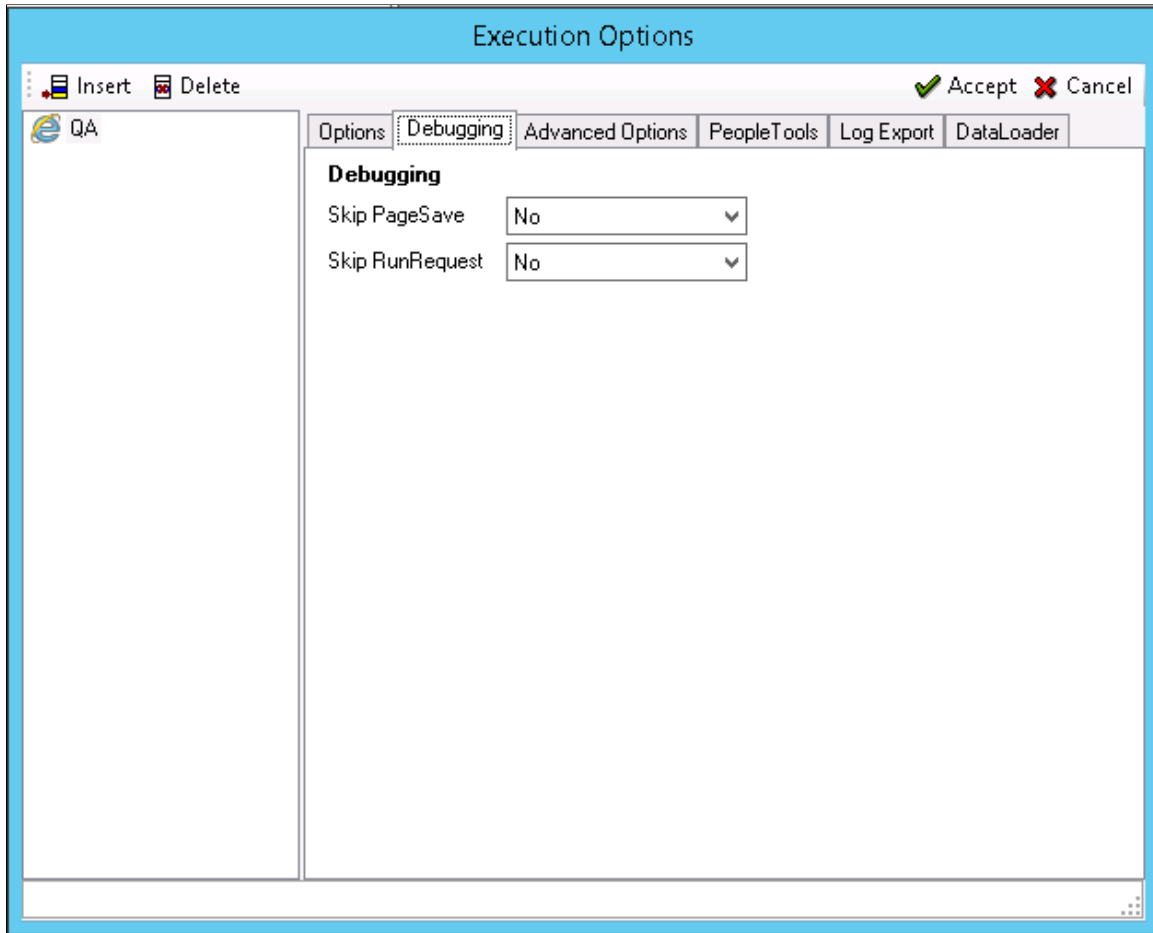 Execution Options
Insert Delete Accept Cancel
QA
Options Debugging Advanced Options PeopleTools Log Export DataLoader
Debugging
Skip PageSave No
Skip RunRequest No